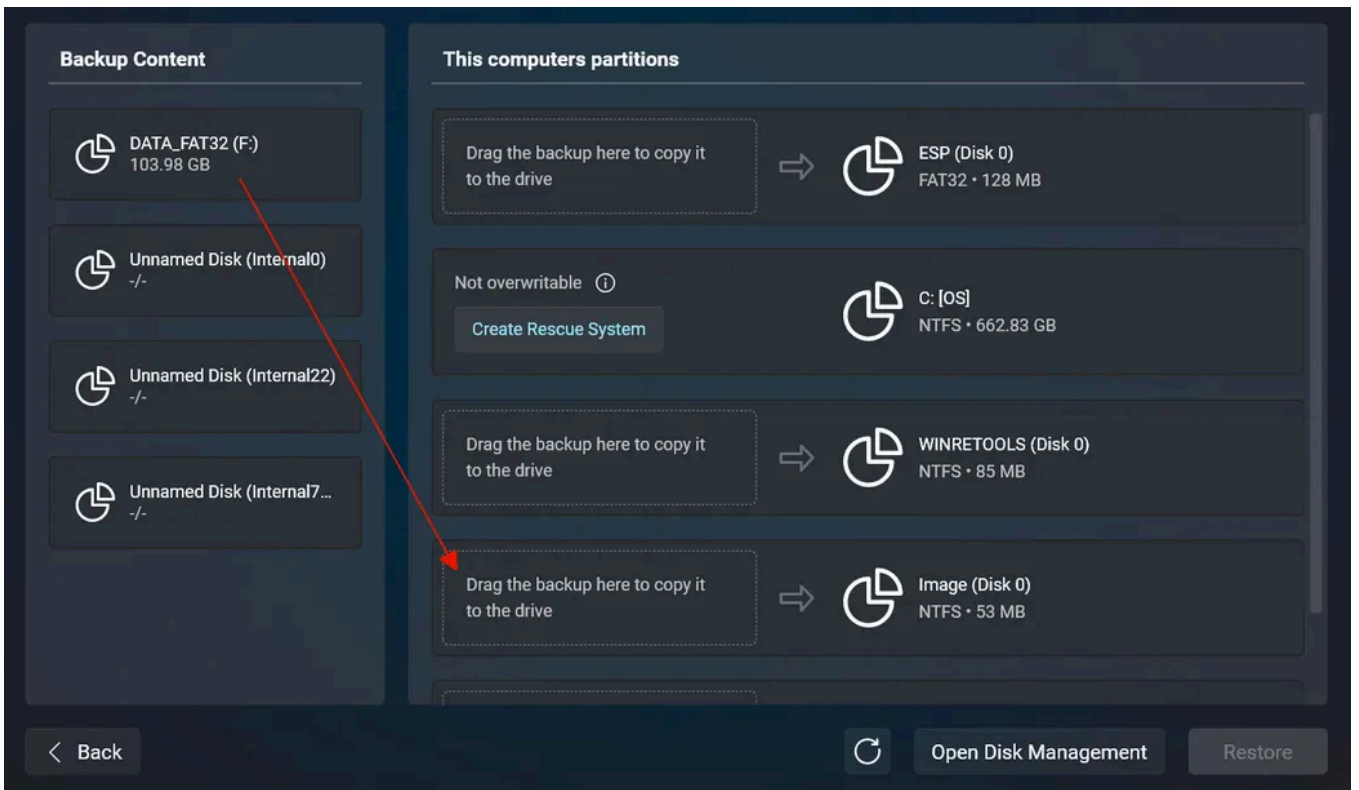 Backup Content
DATA_FAT32 (F:)
103.98 GB
Unnamed Disk (Internal0)
-/-
Unnamed Disk (Internal22)
-/-
Unnamed Disk (Internal7...
-/-
This computers partitions
Drag the backup here to copy it
to the drive
ESP (Disk 0)
FAT32 • 128 MB
Not overwritable
Create Rescue System
C: [OS]
NTFS • 662.83 GB
Drag the backup here to copy it
to the drive
WINRETOOLS (Disk 0)
NTFS • 85 MB
Drag the backup here to copy it
to the drive
Image (Disk 0)
NTFS • 53 MB
Back
Open Disk Management
Restore